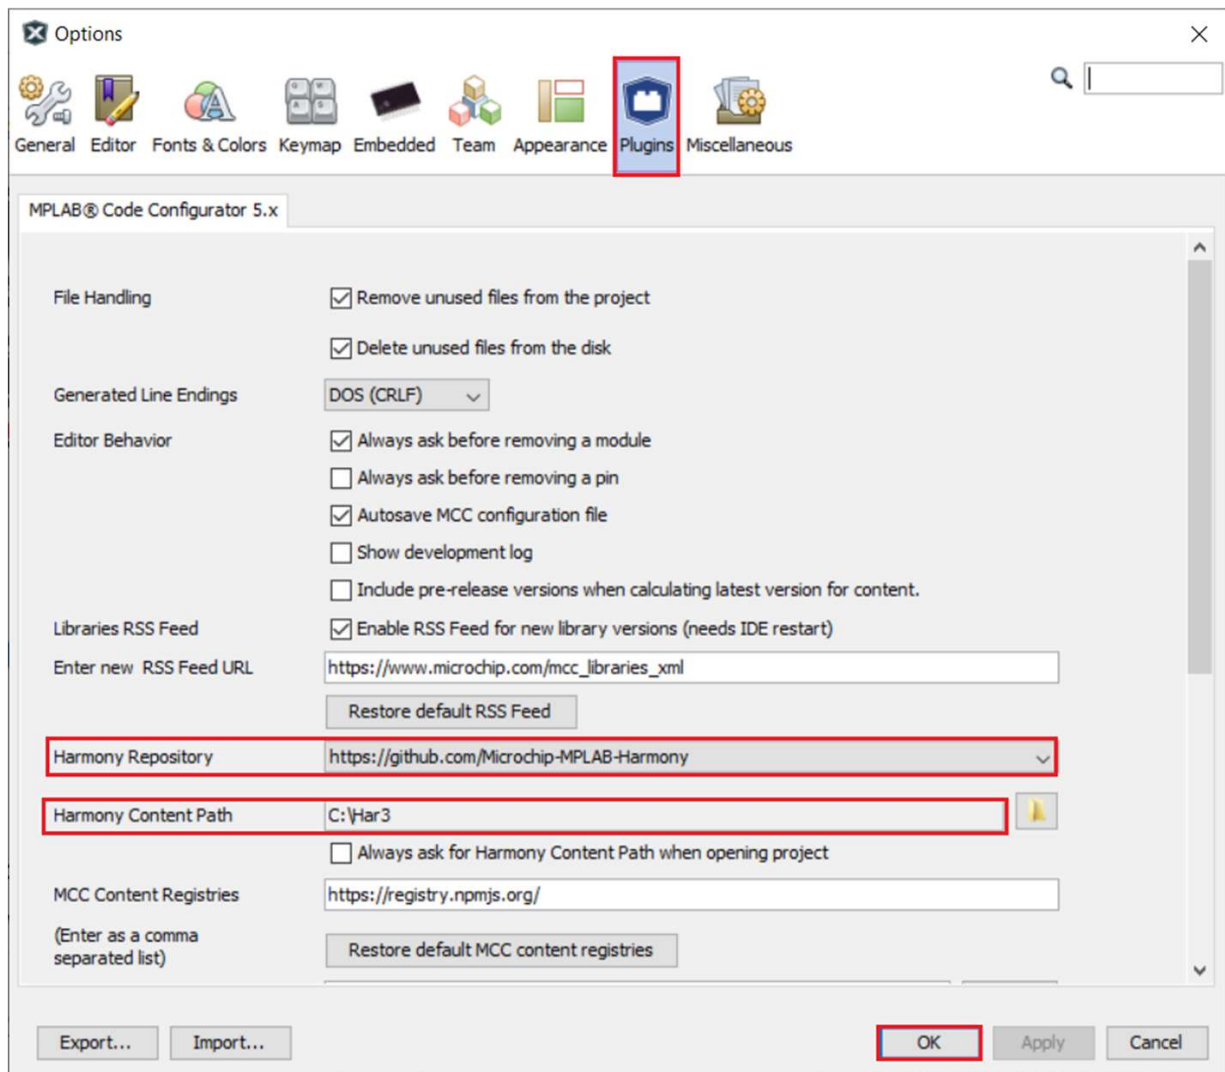 Options
General Editor Fonts & Colors Keymap Embedded Team Appearance Plugins Miscellaneous
MPLAB® Code Configurator 5.x
File Handling Remove unused files from the project
Delete unused files from the disk
Generated Line Endings DOS (CRLF)
Editor Behavior Always ask before removing a module
Always ask before removing a pin
Autosave MCC configuration file
Show development log
Include pre-release versions when calculating latest version for content.
Libraries RSS Feed Enable RSS Feed for new library versions (needs IDE restart)
Enter new RSS Feed URL https://www.microchip.com/mcc_libraries_xml
Restore default RSS Feed
Harmony Repository https://github.com/Microchip-MPLAB-Harmony
Harmony Content Path C:\Har3
Always ask for Harmony Content Path when opening project
MCC Content Registries https://registry.npmjs.org/
(Enter as a comma
separated list) Restore default MCC content registries
Export... Import... OK Apply Cancel